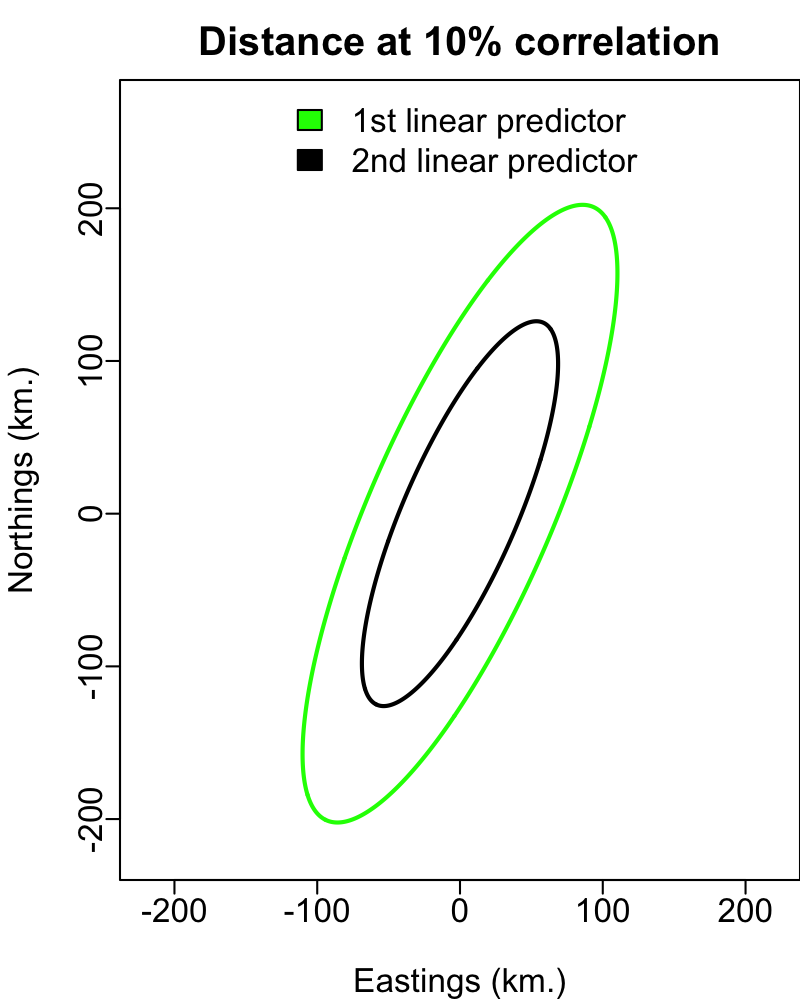 Distance at 10% correlation
1st linear predictor
2nd linear predictor
Northings (km.)
200
100
0
-100
-200
-200 -100 0 100 200
Eastings (km.)